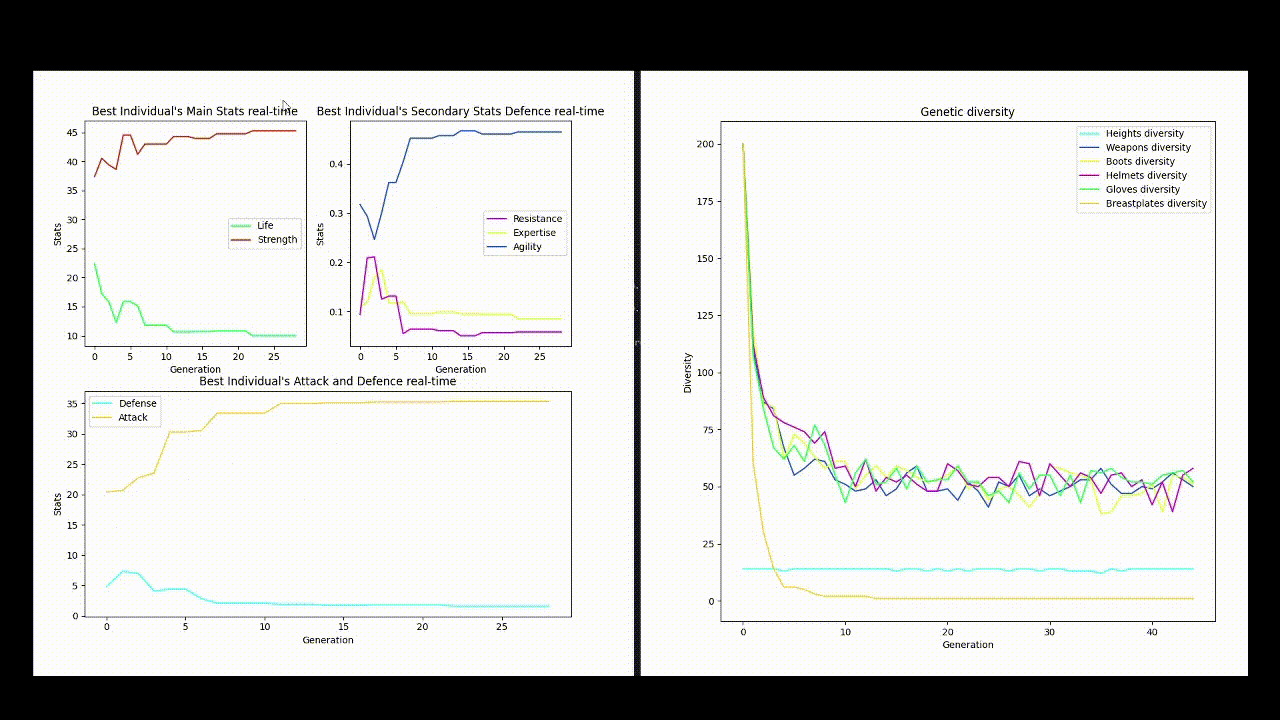 Best Individual's Main Stats real-time
45
40
35
30
25
20
15
10
Stats
Life
Strength
0 5 10 15 20 25
Generation
Best Individual's Secondary Stats Defence real-time
0.4
0.3
0.2
0.1
Stats
Resistance
Expertise
Agility
0 5 10 15 20 25
Generation
Best Individual's Attack and Defence real-time
35
30
25
20
15
10
5
0
Stats
Defense
Attack
0 5 10 15 20 25
Generation
Genetic diversity
200
175
150
125
100
75
50
25
0
Diversity
Heights diversity
Weapons diversity
Boots diversity
Helmets diversity
Gloves diversity
Breastplates diversity
0 10 20 30 40
Generation